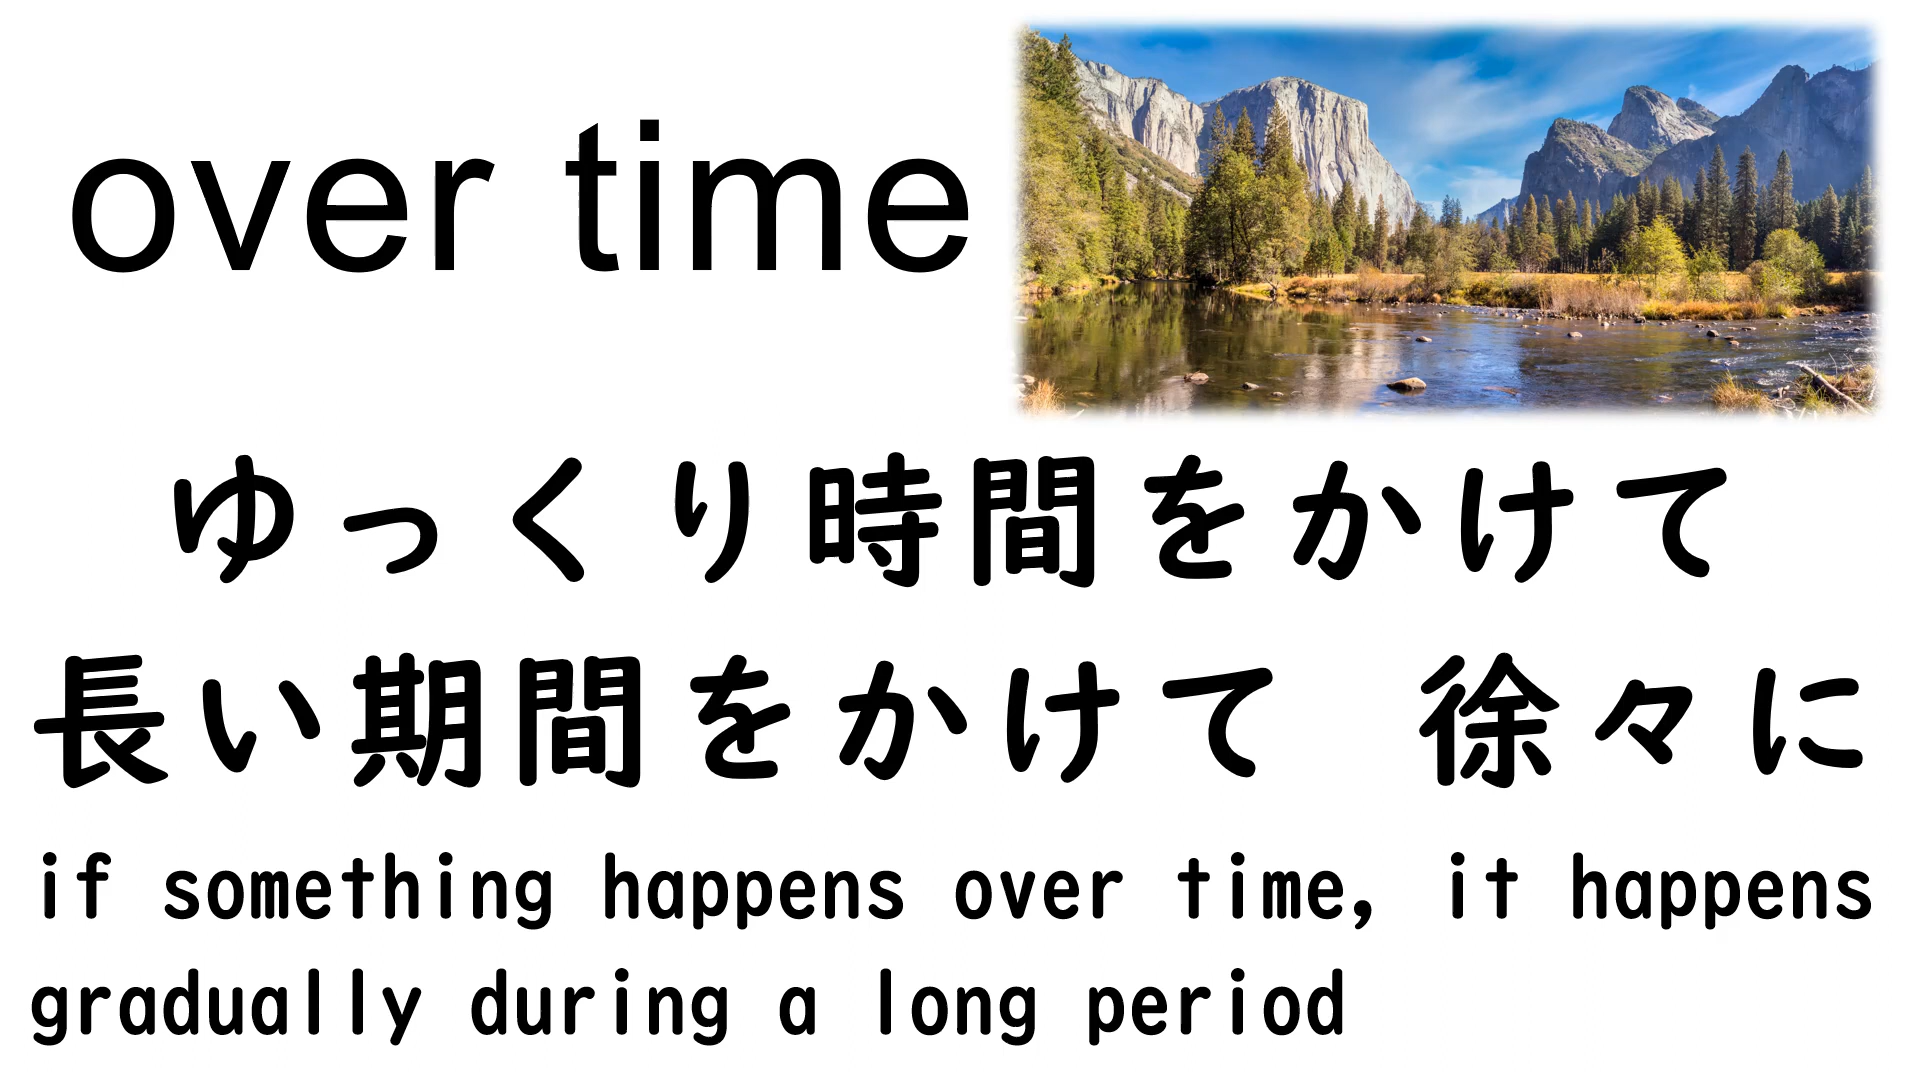 over time
ゆっくり時間をかけて
長い期間をかけて 徐々に
if something happens over time, it happens
gradually during a long period